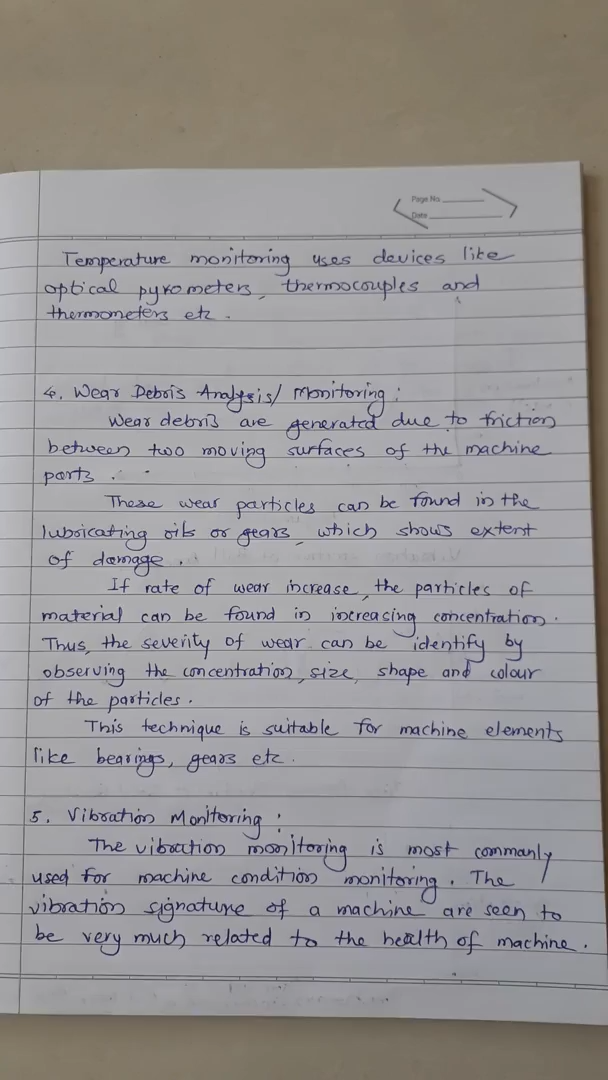 Page No.
Date
Temperature monitoring uses devices like
optical pyrometers, thermocouples and
thermometers etc.
4. Wear Debris Analysis/ Monitoring:
Wear debris are generated due to friction
between two moving surfaces of the machine
parts.
These wear particles can be found in the
lubricating oils or gears, which shows extent
of damage.
If rate of wear increase, the particles of
material can be found in increasing concentration.
Thus, the severity of wear can be identify by
observing the concentration, size, shape and colour
of the particles.
This technique is suitable for machine elements
like bearings, gears etc.
5. Vibration Monitoring:
The vibration monitoring is most commanly
used for machine condition monitoring. The
vibration signature of a machine are seen to
be very much related to the health of machine.